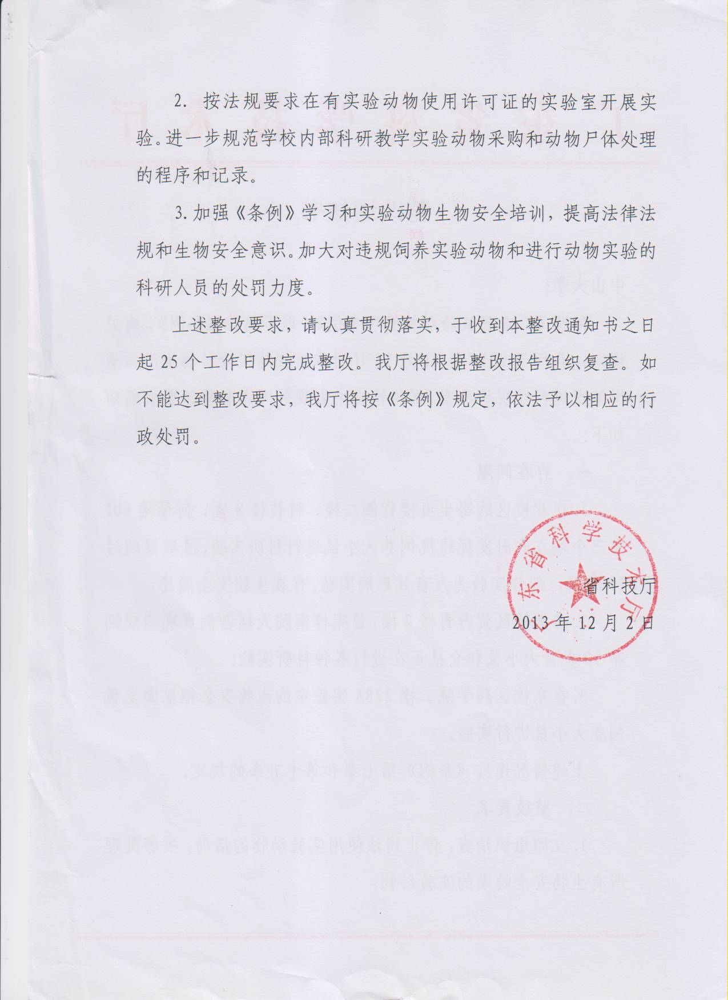 2. 按法规要求在有实验动物使用许可证的实验室开展实
验。进一步规范学校内部科研教学实验动物采购和动物尸体处理
的程序和记录。
3.加强《条例》学习和实验动物生物安全培训，提高法律法
规和生物安全意识。加大对违规饲养实验动物和进行动物实验的
科研人员的处罚力度。
上述整改要求，请认真贯彻落实，于收到本整改通知书之日
起 25 个工作日内完成整改。我厅将根据整改报告组织复查。如
不能达到整改要求，我厅将按《条例》规定，依法予以相应的行
政处罚。
广东省科学技术厅
省科技厅
2013 年 12 月 2 日